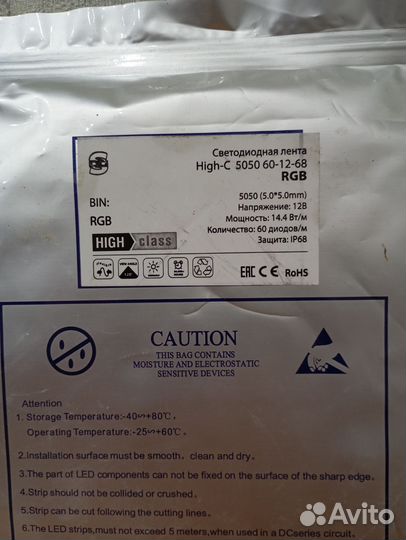 Светодиодная лента
High-C 5050 60-12-68
RGB
BIN:
RGB
5050 (5.0*5.0mm)
Напряжение: 12В
Мощность: 14.4 Вт/м
Количество: 60 диодов/м
Защита: IP68
HIGH class
EAC CE RoHS
CAUTION
THIS BAG CONTAINS
MOISTURE AND ELECTROSTATIC
SENSITIVE DEVICES
Attention
1. Storage Temperature:-40∽+80℃,
Operating Temperature:-25∽+60℃.
2.Installation surface must be smooth, clean and dry.
3.The part of LED components can not be fixed on the surface of the sharp edge.
4.Strip should not be collided or crushed.
5.Strip can be cut following the cutting lines.
6.The LED strips,must not exceed 5 meters,when used in a DCseries circuit.
Avito